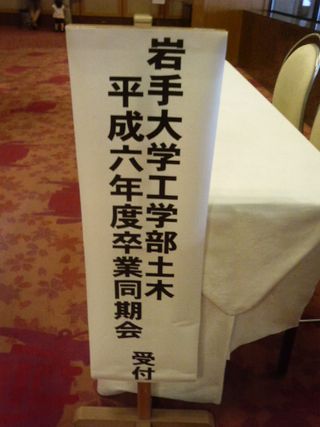 岩手大学工学部土木
平成六年度卒業同期会
受付